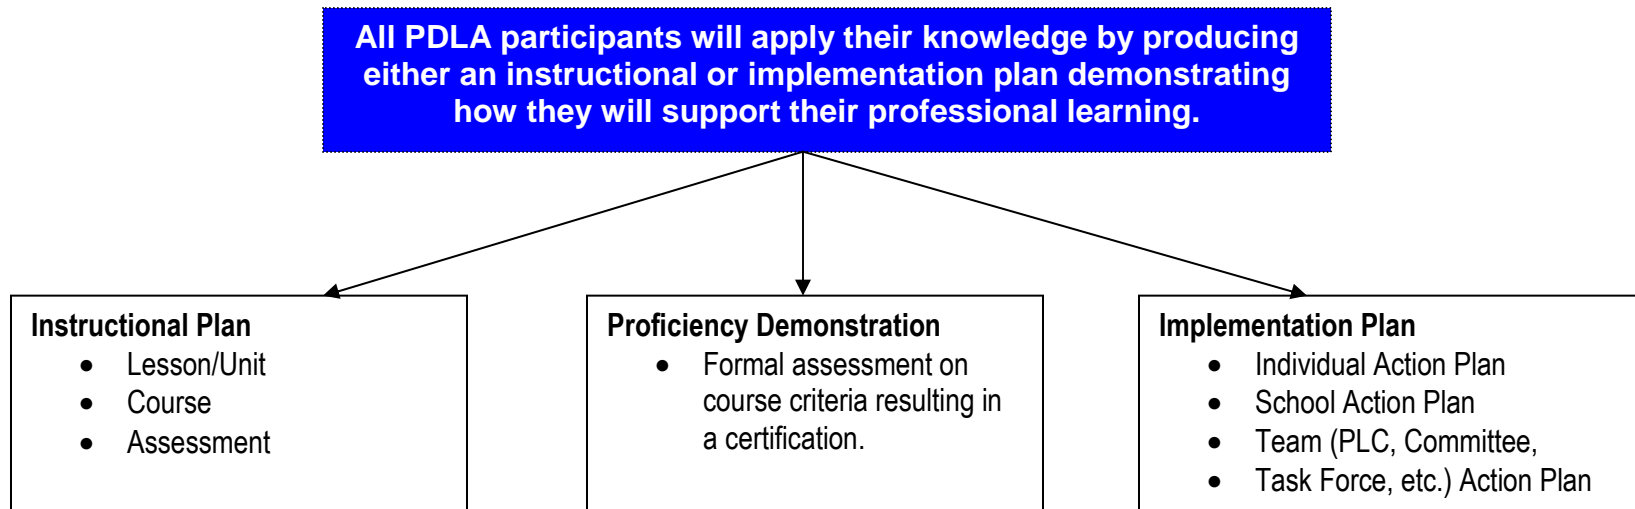 All PDLA participants will apply their knowledge by producing
either an instructional or implementation plan demonstrating
how they will support their professional learning.
Instructional Plan
● Lesson/Unit
● Course
● Assessment
Proficiency Demonstration
● Formal assessment on
course criteria resulting in
a certification.
Implementation Plan
● Individual Action Plan
● School Action Plan
● Team (PLC, Committee,
● Task Force, etc.) Action Plan